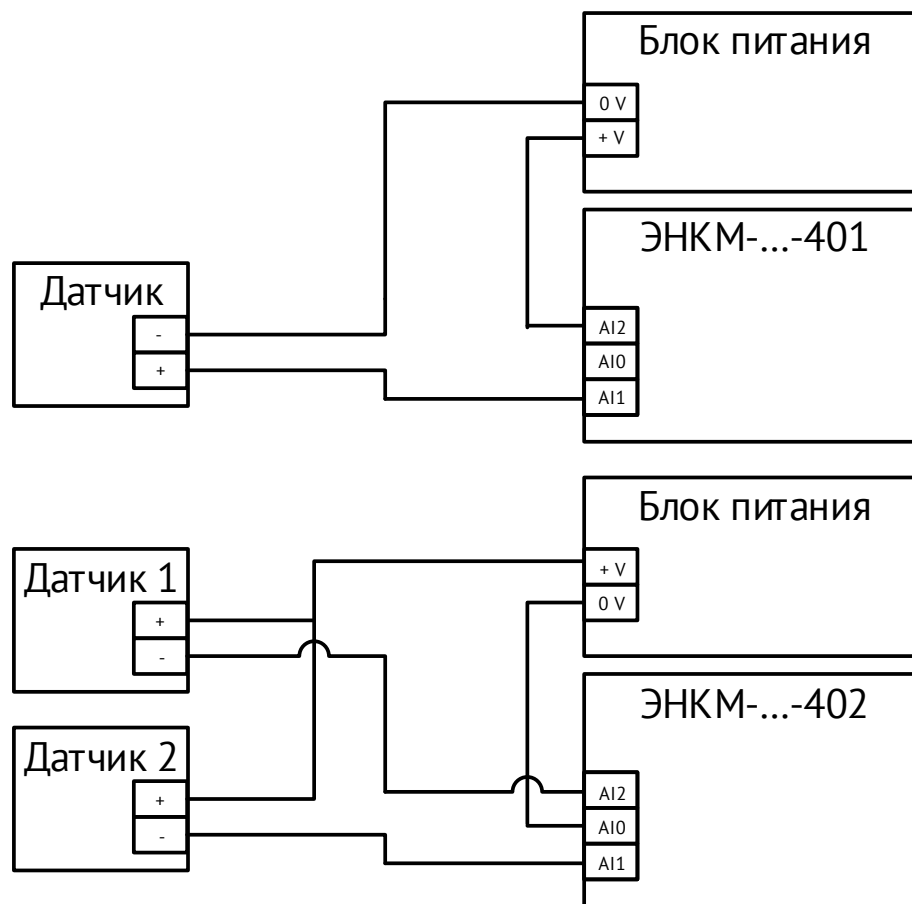 Блок питания
0 V
+ V
ЭНКМ-...-401
Датчик
-
+
AI2
AI0
AI1
Блок питания
+ V
0 V
Датчик 1
+
-
ЭНКМ-...-402
Датчик 2
+
-
AI2
AI0
AI1